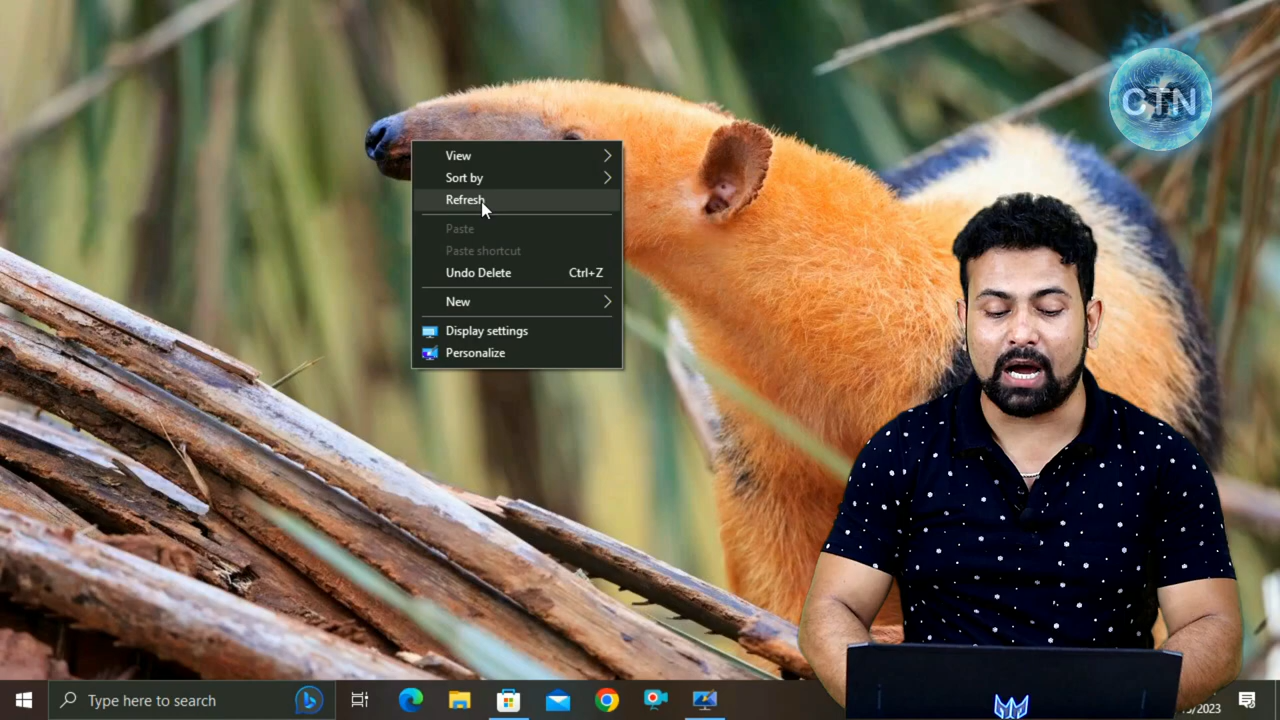 CTN
View
Sort by
Refresh
Paste
Paste shortcut
Undo Delete Ctrl+Z
New
Display settings
Personalize
Type here to search